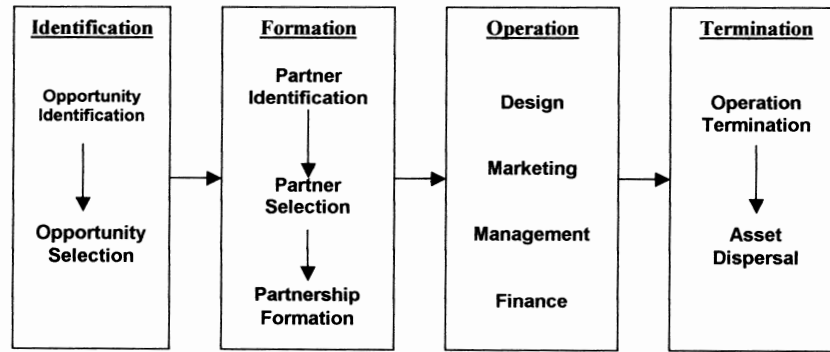 Identification
Opportunity
Identification
Opportunity
Selection
Formation
Partner
Identification
Partner
Selection
Partnership
Formation
Operation
Design
Marketing
Management
Finance
Termination
Operation
Termination
Asset
Dispersal